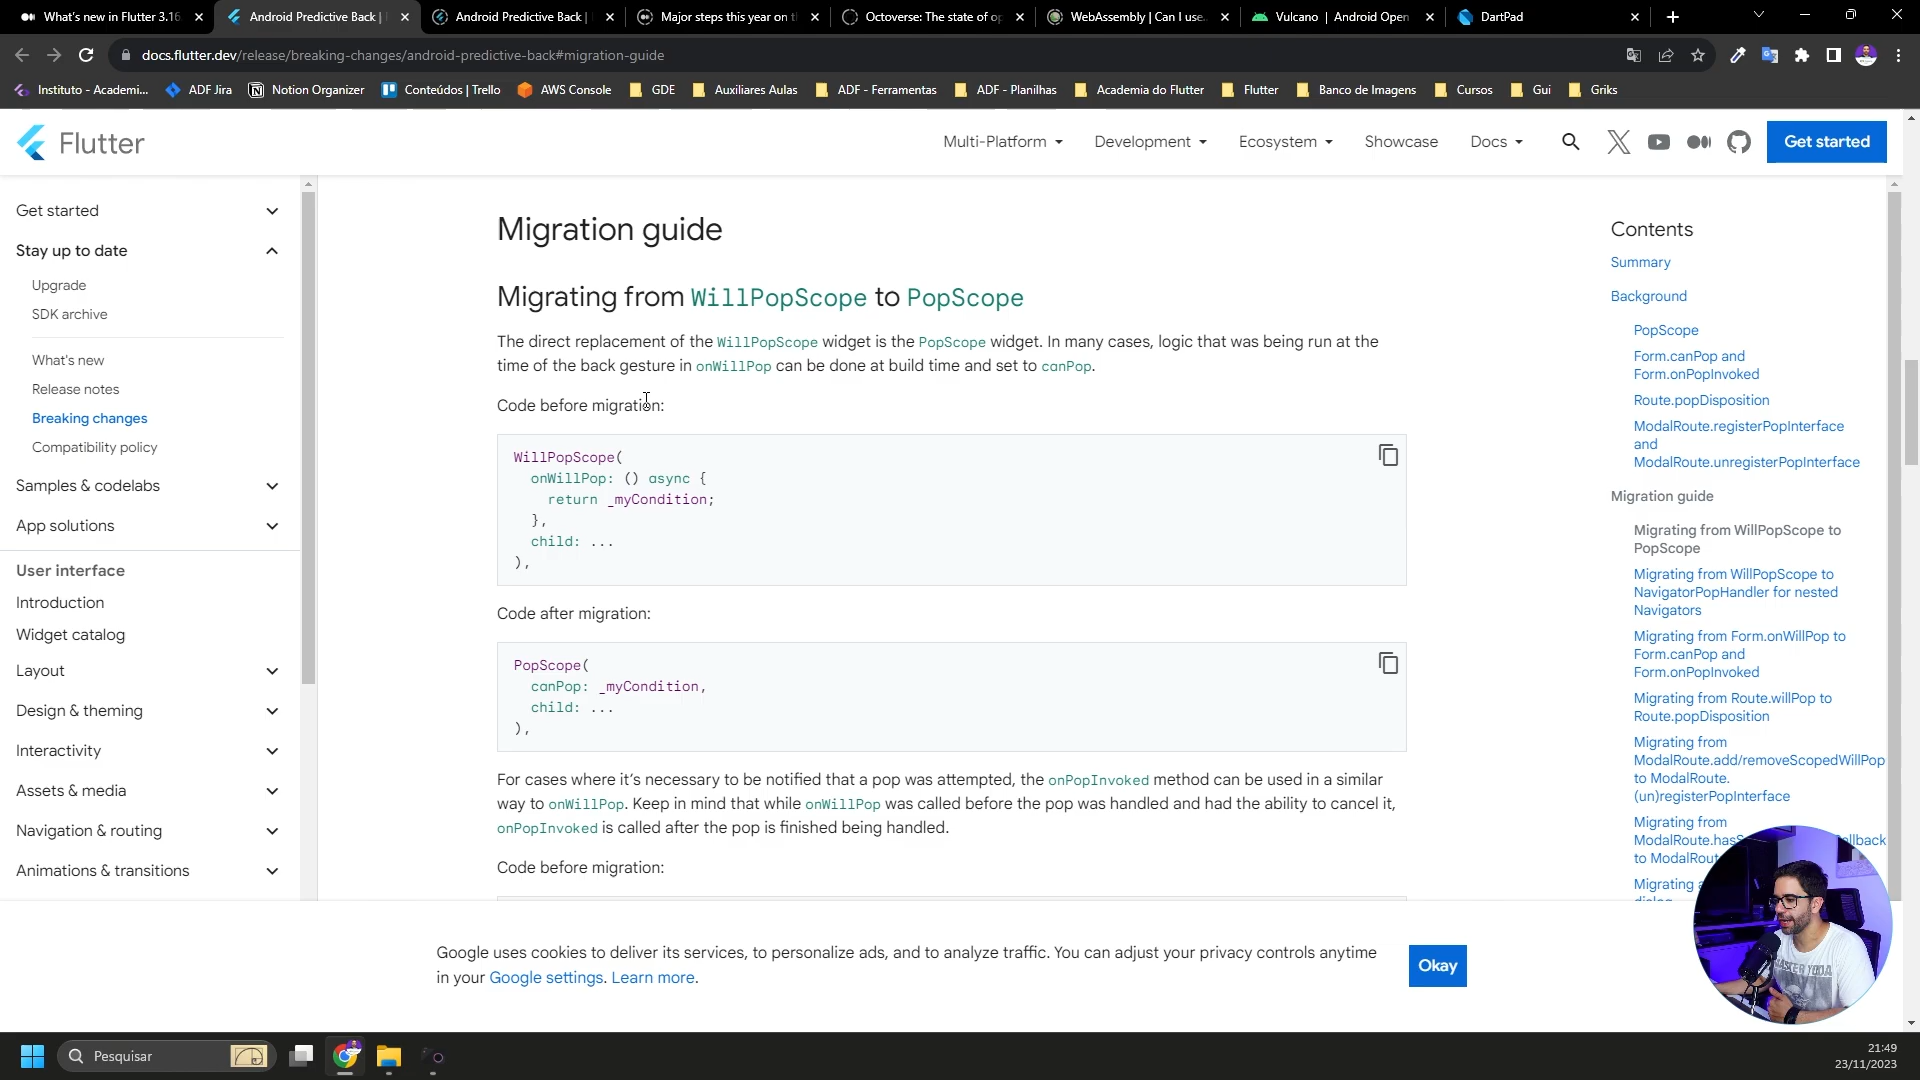 What's new in Flutter 3.16
Android Predictive Back |
Android Predictive Back |
Major steps this year on t
Octoverse: The state of op
WebAssembly | Can I use
Vulcano | Android Open
DartPad
docs.flutter.dev/release/breaking-changes/android-predictive-back#migration-guide
Instituto - Academi...
ADF Jira
Notion Organizer
Conteúdos | Trello
AWS Console
GDE
Auxiliares Aulas
ADF - Ferramentas
ADF - Planilhas
Academia do Flutter
Flutter
Banco de Imagens
Cursos
Gui
Griks
Flutter
Multi-Platform
Development
Ecosystem
Showcase
Docs
Get started
Get started
Stay up to date
Upgrade
SDK archive
What's new
Release notes
Breaking changes
Compatibility policy
Samples & codelabs
App solutions
User interface
Introduction
Widget catalog
Layout
Design & theming
Interactivity
Assets & media
Navigation & routing
Animations & transitions
Migration guide
Migrating from WillPopScope to PopScope
The direct replacement of the WillPopScope widget is the PopScope widget. In many cases, logic that was being run at the
time of the back gesture in onWillPop can be done at build time and set to canPop.
Code before migration:
WillPopScope(
onWillPop: () async {
return _myCondition;
},
child: ...
),
Code after migration:
PopScope(
canPop: _myCondition,
child: ...
),
For cases where it's necessary to be notified that a pop was attempted, the onPopInvoked method can be used in a similar
way to onWillPop. Keep in mind that while onWillPop was called before the pop was handled and had the ability to cancel it,
onPopInvoked is called after the pop is finished being handled.
Code before migration:
Contents
Summary
Background
PopScope
Form.canPop and
Form.onPopInvoked
Route.popDisposition
ModalRoute.registerPopInterface
and
ModalRoute.unregisterPopInterface
Migration guide
Migrating from WillPopScope to
PopScope
Migrating from WillPopScope to
NavigatorPopHandler for nested
Navigators
Migrating from Form.onWillPop to
Form.canPop and
Form.onPopInvoked
Migrating from Route.willPop to
Route.popDisposition
Migrating from
ModalRoute.add/removeScopedWillPop
to ModalRoute.
(un)registerPopInterface
Migrating from
ModalRoute.hasS
to ModalRout
Migrating a
Google uses cookies to deliver its services, to personalize ads, and to analyze traffic. You can adjust your privacy controls anytime
in your Google settings. Learn more.
Okay
MASTER YODA
Pesquisar
21:49
23/11/2023